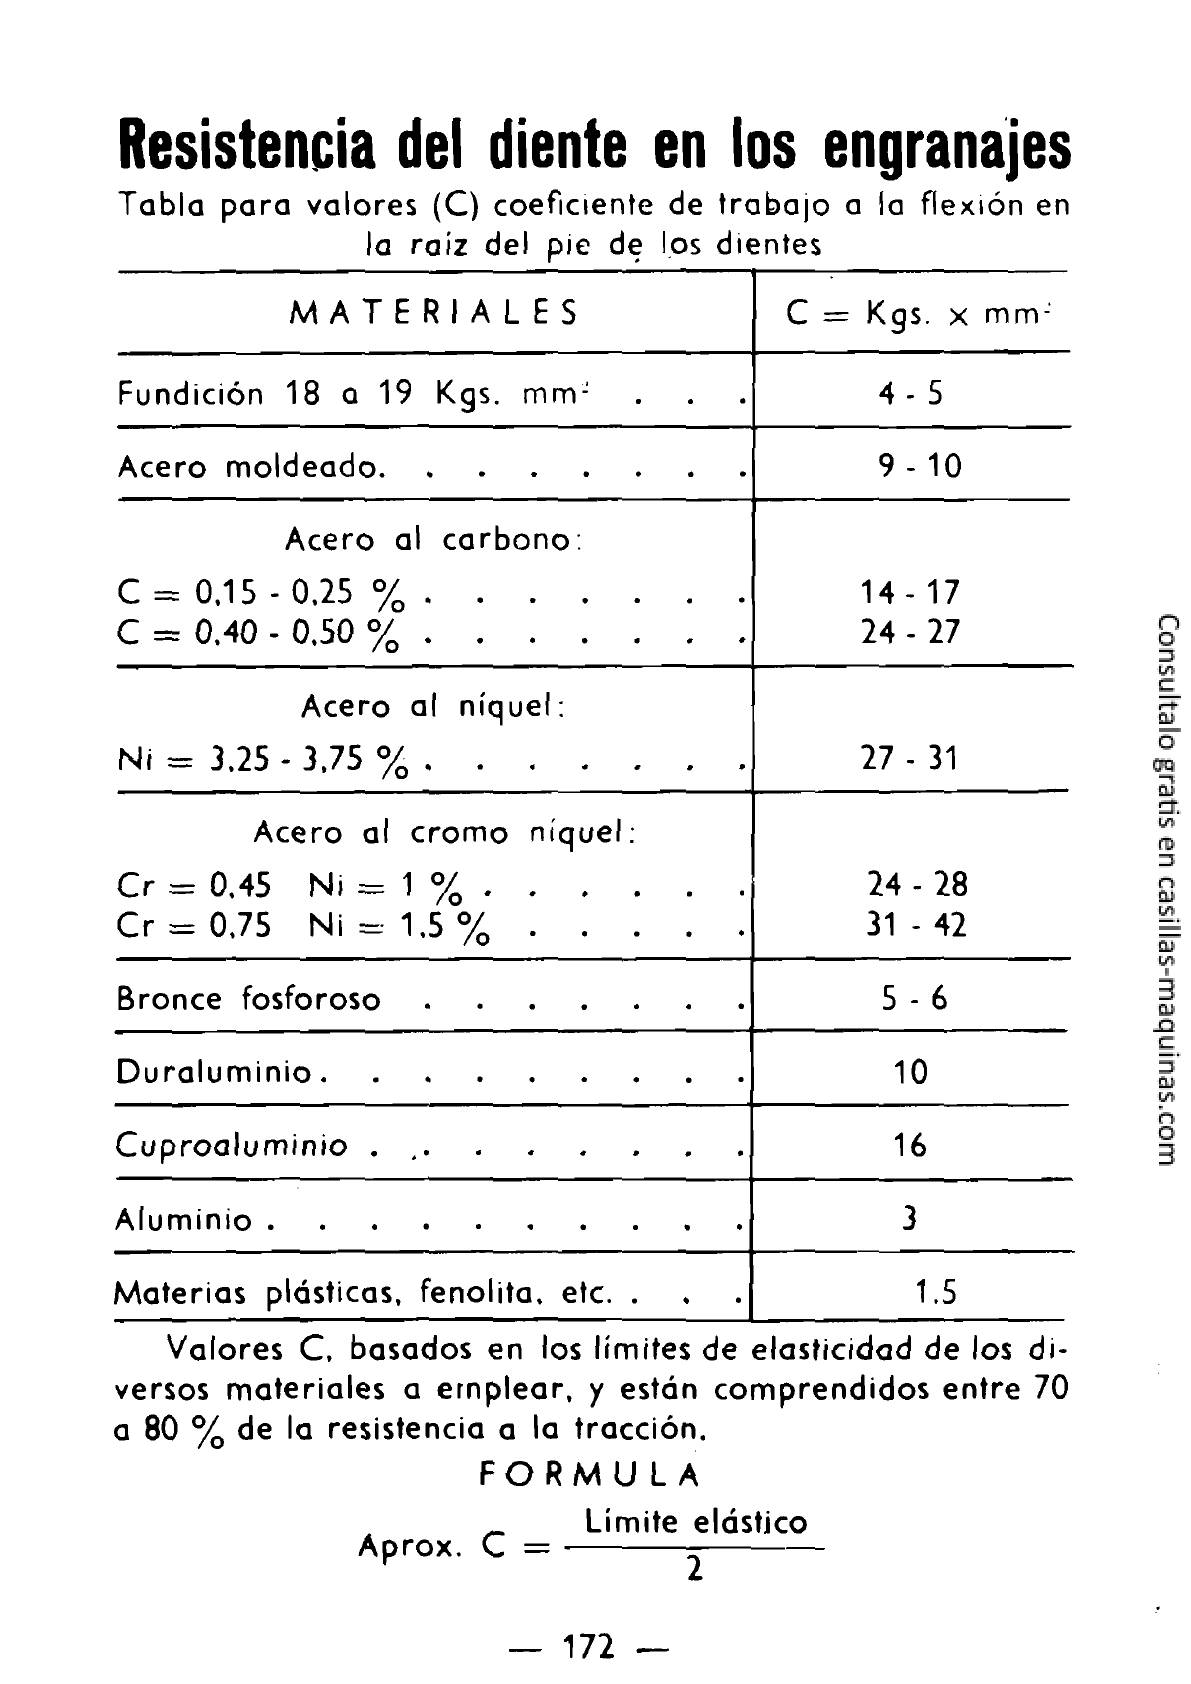 Resistencia del diente en los engranajes
Tabla para valores (C) coeficiente de trabajo a la flexión en
la raíz del pie de los dientes
MATERIALES C = Kgs. x mm²
Fundición 18 a 19 Kgs. mm² . . . 4 - 5
Acero moldeado. . . . . . . . 9 - 10
Acero al carbono:
C = 0,15 - 0,25 % . . . . . . . 14 - 17
C = 0,40 - 0,50 % . . . . . . . 24 - 27
Acero al níquel:
Ni = 3,25 - 3,75 % . . . . . . . 27 - 31
Acero al cromo níquel:
Cr = 0,45 Ni = 1 % . . . . . . 24 - 28
Cr = 0,75 Ni = 1,5 % . . . . . 31 - 42
Bronce fosforoso . . . . . . . 5 - 6
Duraluminio . . . . . . . . . 10
Cuproaluminio . . . . . . . . 16
Aluminio . . . . . . . . . . 3
Materias plásticas, fenolita, etc. . . . 1,5
Valores C, basados en los límites de elasticidad de los di-
versos materiales a emplear, y están comprendidos entre 70
a 80 % de la resistencia a la tracción.
FORMULA
Límite elástico
Aprox. C =
2
— 172 —
Consultalo gratis en casillas-maquinas.com